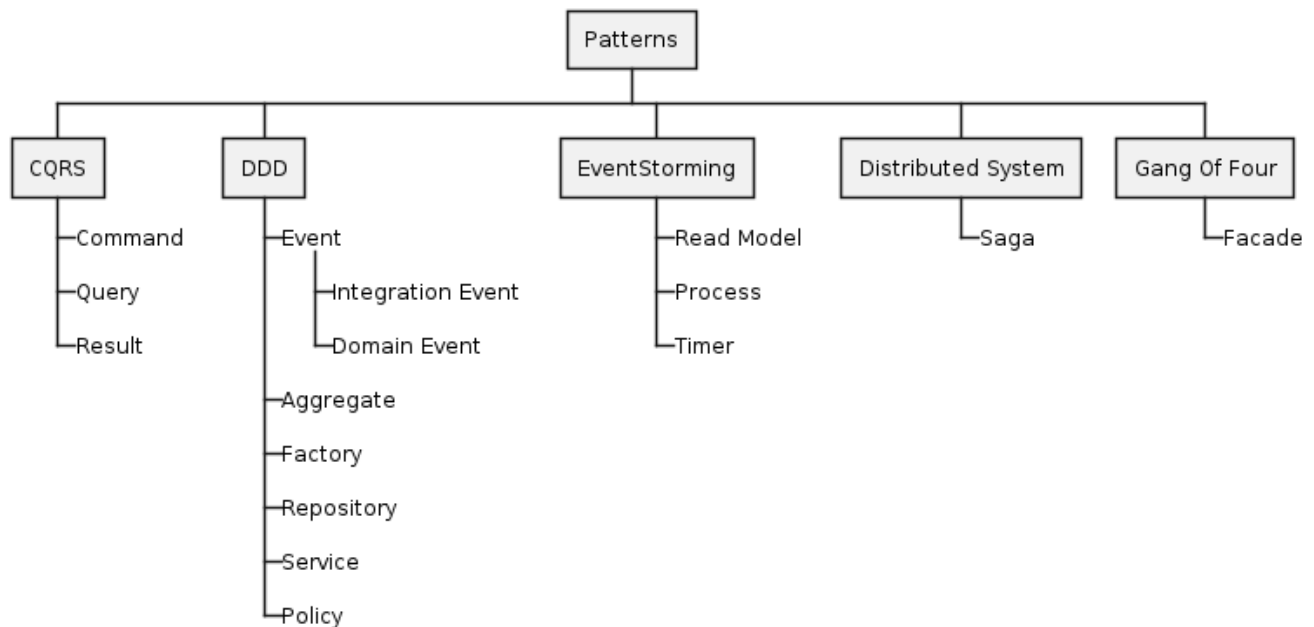 Patterns
CQRS
DDD
EventStorming
Distributed System
Gang Of Four
Command
Query
Result
Event
Integration Event
Domain Event
Aggregate
Factory
Repository
Service
Policy
Read Model
Process
Timer
Saga
Facade